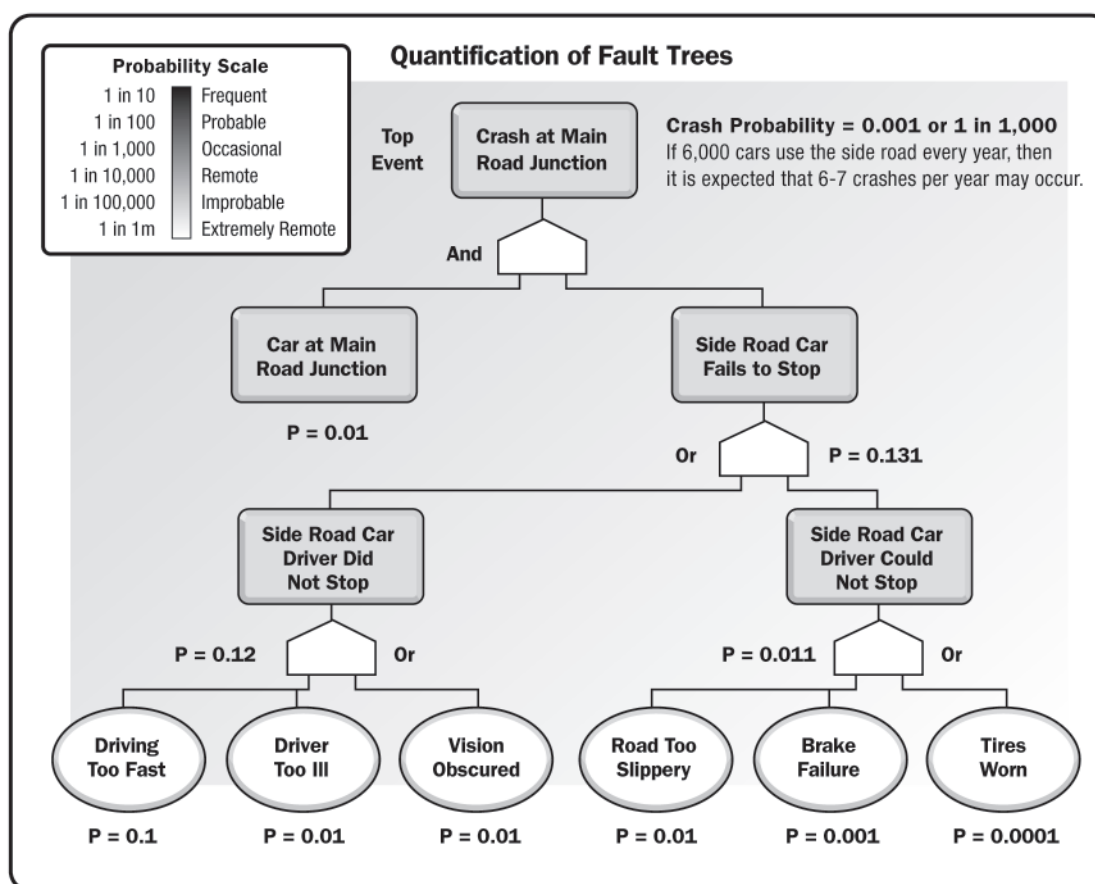 Quantification of Fault Trees
Probability Scale
1 in 10 Frequent
1 in 100 Probable
1 in 1,000 Occasional
1 in 10,000 Remote
1 in 100,000 Improbable
1 in 1m Extremely Remote
Top
Event
Crash at Main
Road Junction
Crash Probability = 0.001 or 1 in 1,000
If 6,000 cars use the side road every year, then
it is expected that 6-7 crashes per year may occur.
And
Car at Main
Road Junction
P = 0.01
Side Road Car
Fails to Stop
Or
P = 0.131
Side Road Car
Driver Did
Not Stop
Side Road Car
Driver Could
Not Stop
P = 0.12
Or
P = 0.011
Or
Driving
Too Fast
Driver
Too Ill
Vision
Obscured
Road Too
Slippery
Brake
Failure
Tires
Worn
P = 0.1
P = 0.01
P = 0.01
P = 0.01
P = 0.001
P = 0.0001